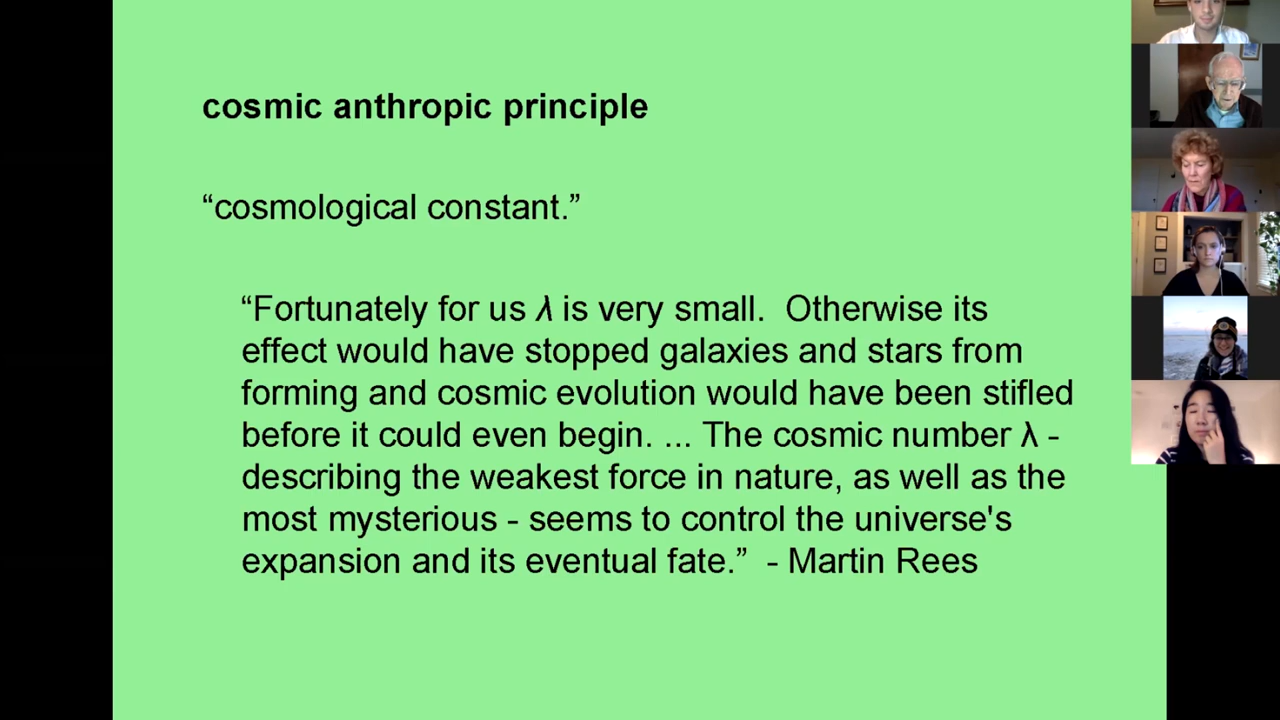 cosmic anthropic principle
“cosmological constant.”
“Fortunately for us λ is very small.  Otherwise its
effect would have stopped galaxies and stars from
forming and cosmic evolution would have been stifled
before it could even begin. ... The cosmic number λ -
describing the weakest force in nature, as well as the
most mysterious - seems to control the universe's
expansion and its eventual fate.”  - Martin Rees